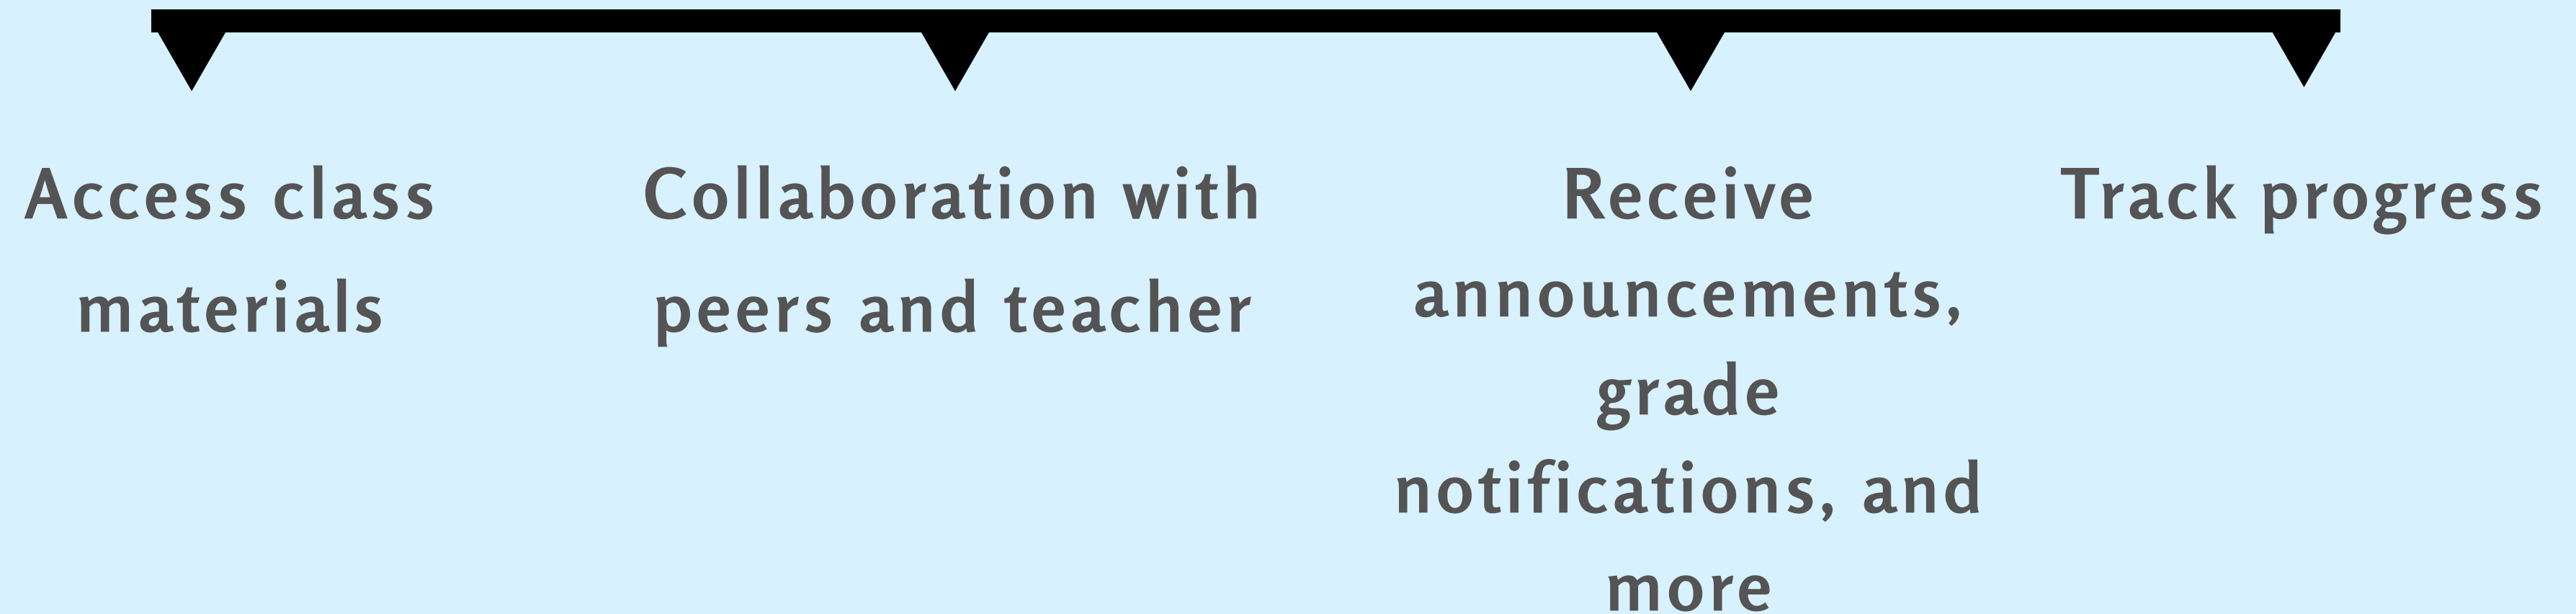 Access class
materials
Collaboration with
peers and teacher
Receive
announcements,
grade
notifications, and
more
Track progress